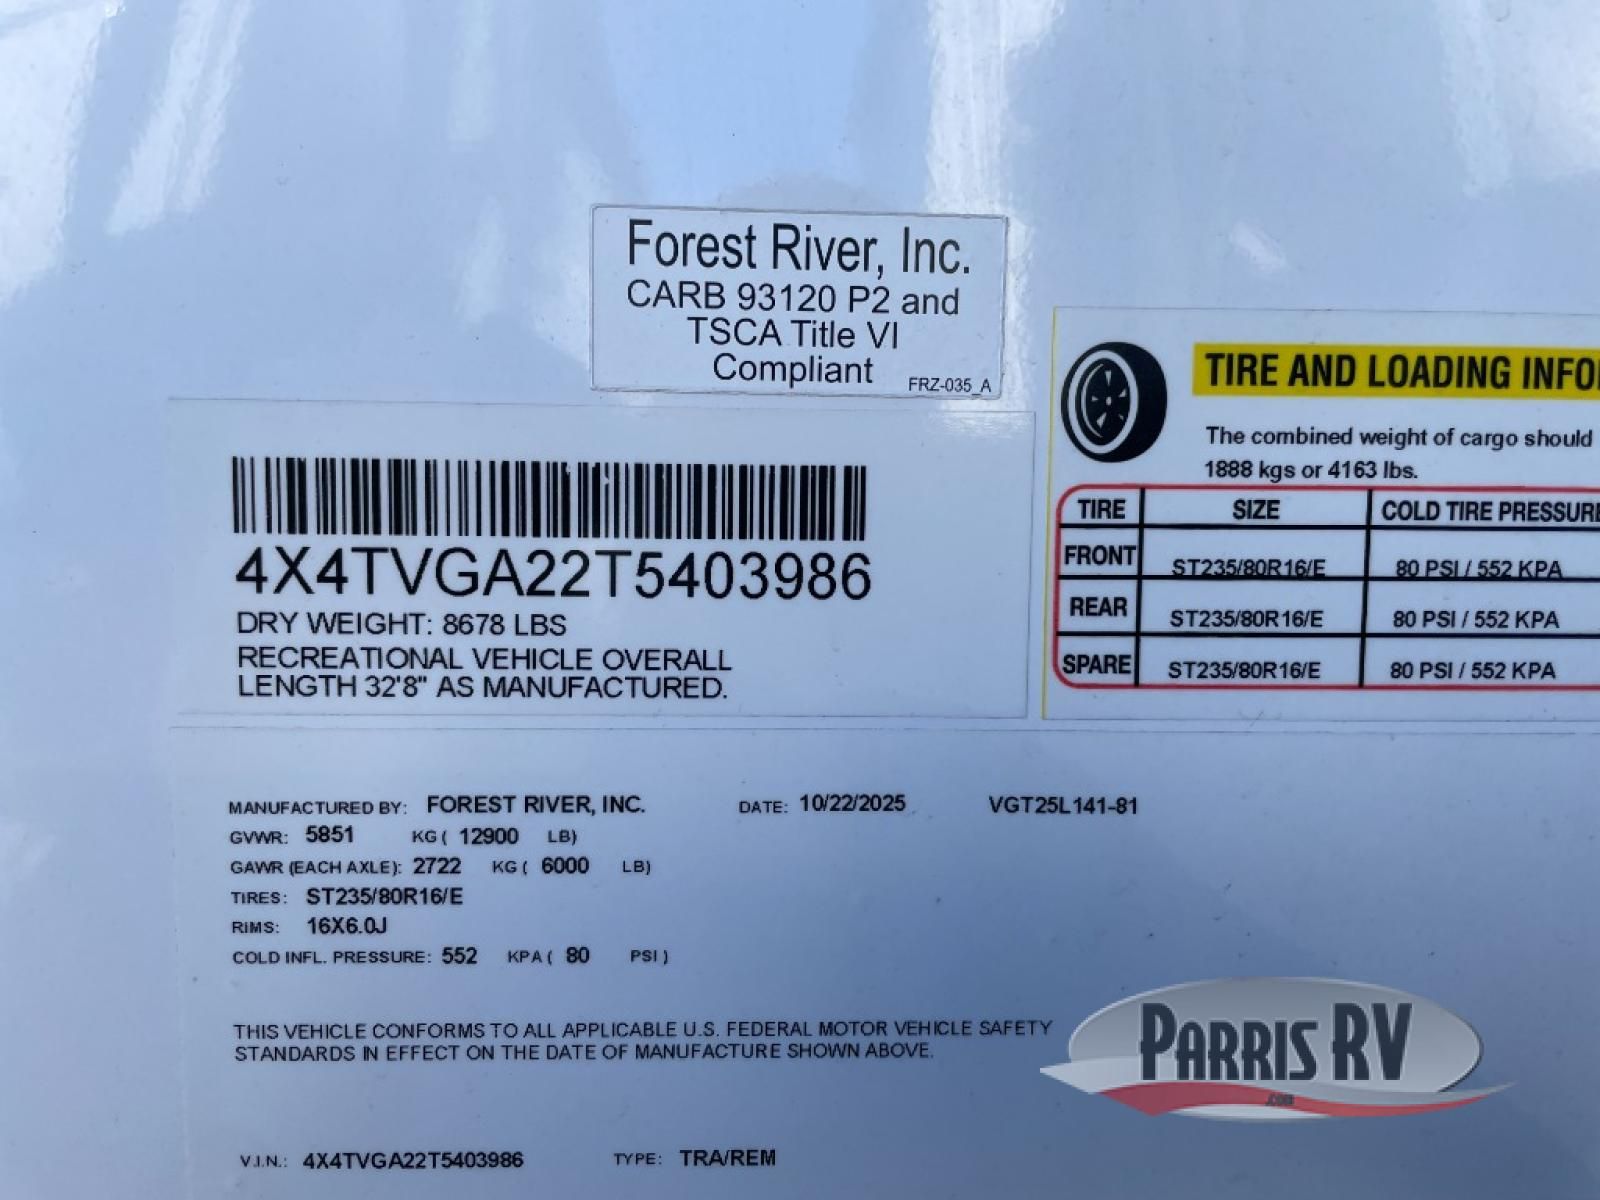 Forest River, Inc.
CARB 93120 P2 and
TSCA Title VI
Compliant
FRZ-035_A
4X4TVGA22T5403986
DRY WEIGHT: 8678 LBS
RECREATIONAL VEHICLE OVERALL
LENGTH 32'8" AS MANUFACTURED.
TIRE AND LOADING
The combined weight of cargo should
1888 kgs or 4163 lbs.
TIRE SIZE COLD TIRE PRESSURE
FRONT ST235/80R16/E 80 PSI / 552 KPA
REAR ST235/80R16/E 80 PSI / 552 KPA
SPARE ST235/80R16/E 80 PSI / 552 KPA
MANUFACTURED BY: FOREST RIVER, INC. DATE: 10/22/2025 VGT25L141-81
GVWR: 5851 KG ( 12900 LB)
GAWR (EACH AXLE): 2722 KG ( 6000 LB)
TIRES: ST235/80R16/E
RIMS: 16X6.0J
COLD INFL. PRESSURE: 552 KPA ( 80 PSI )
THIS VEHICLE CONFORMS TO ALL APPLICABLE U.S. FEDERAL MOTOR VEHICLE SAFETY
STANDARDS IN EFFECT ON THE DATE OF MANUFACTURE SHOWN ABOVE.
V.I.N.: 4X4TVGA22T5403986 TYPE: TRA/REM
PARRIS RV
.com